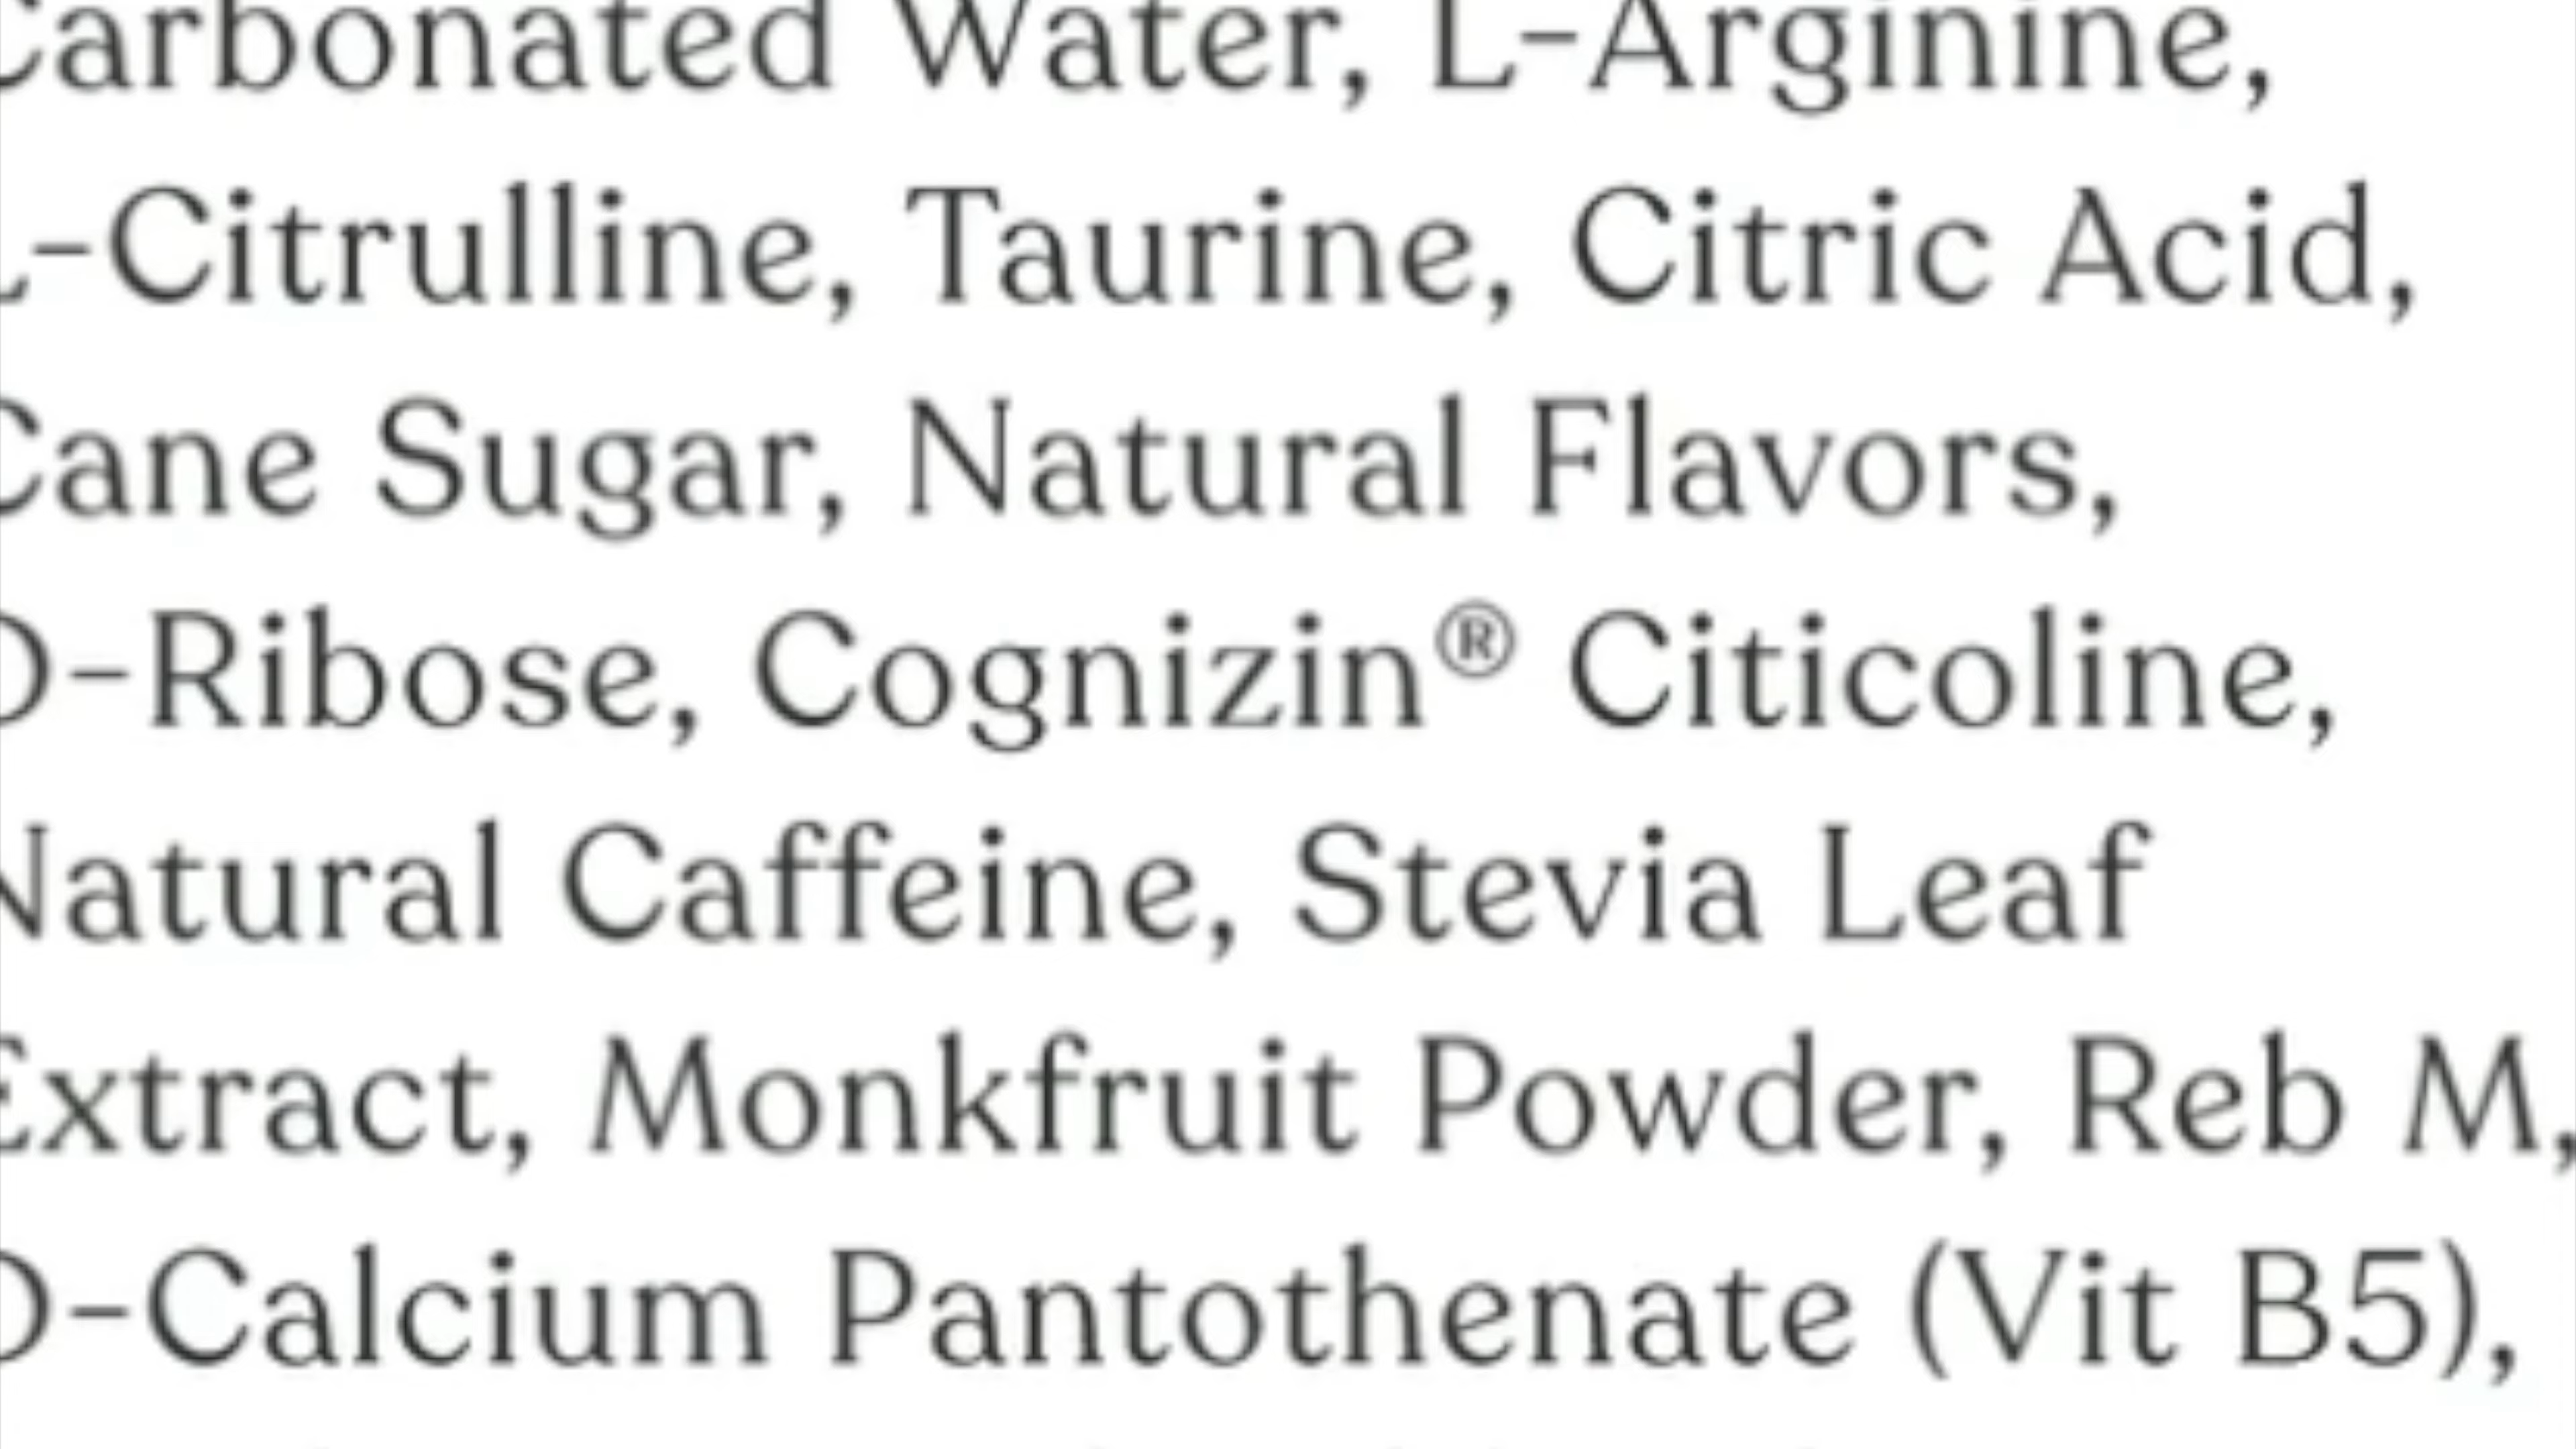 Carbonated Water, L-Arginine,
L-Citrulline, Taurine, Citric Acid,
Cane Sugar, Natural Flavors,
D-Ribose, Cognizin® Citicoline,
Natural Caffeine, Stevia Leaf
Extract, Monkfruit Powder, Reb M,
D-Calcium Pantothenate (Vit B5),